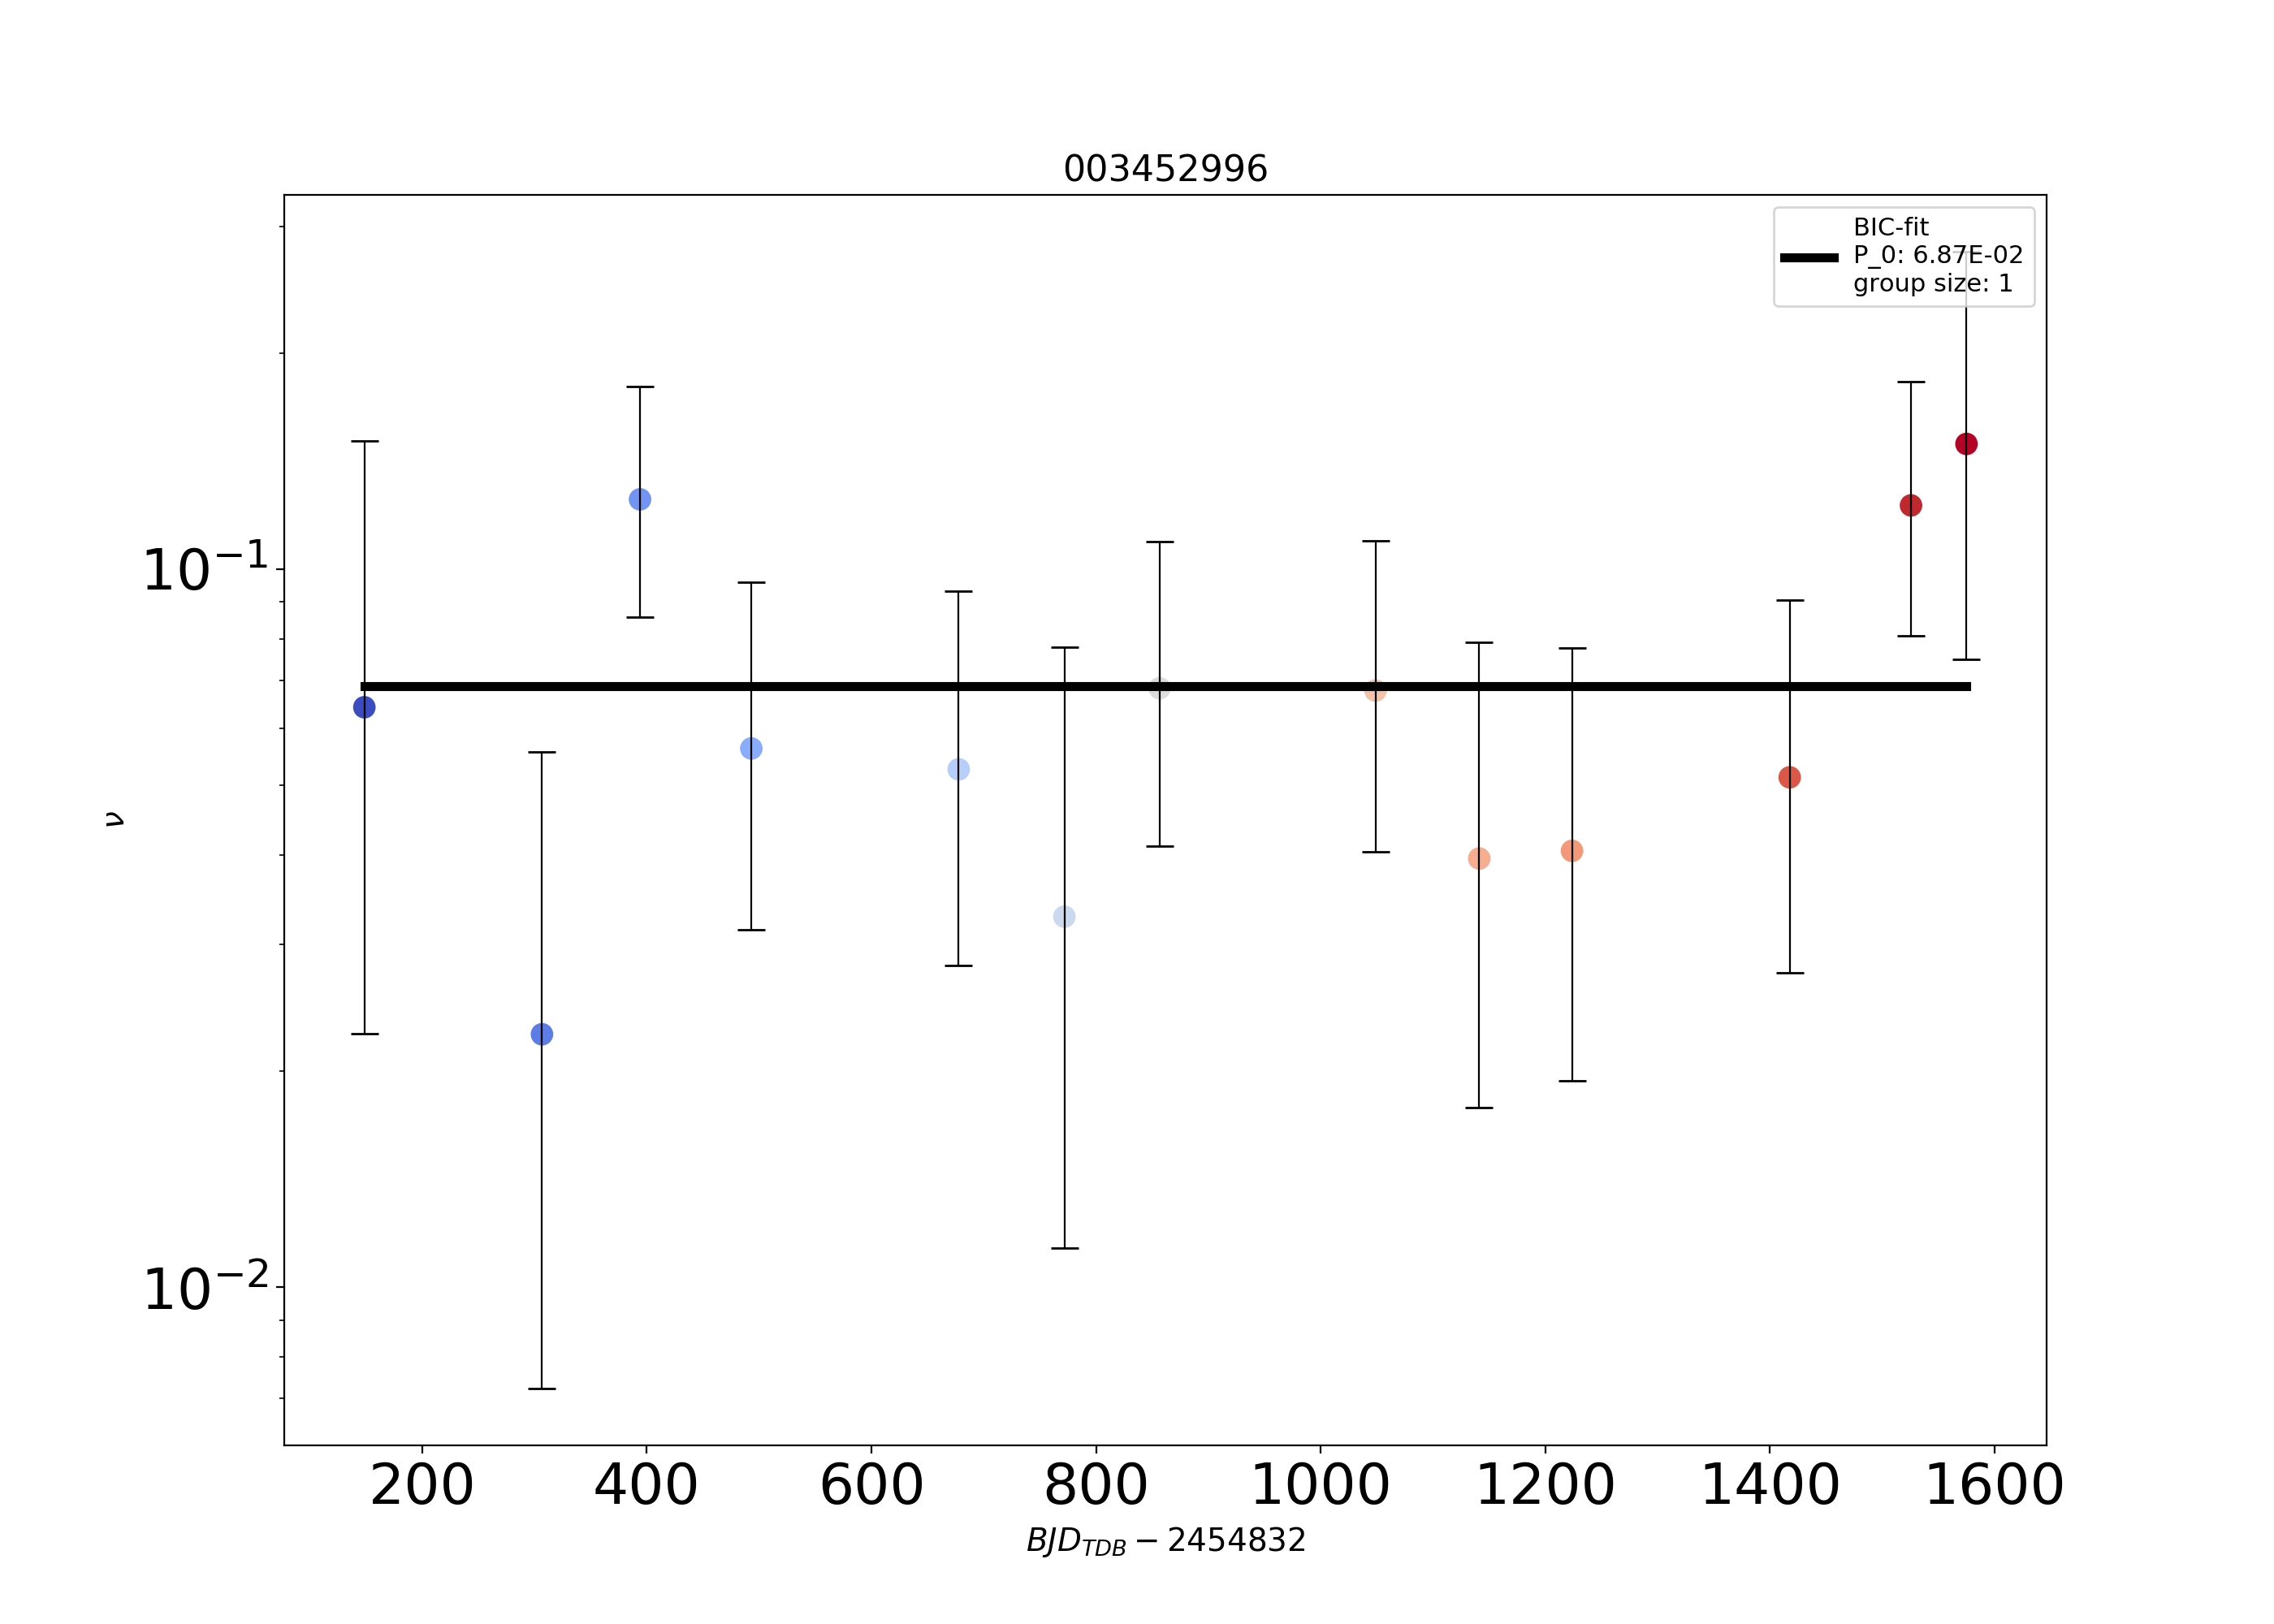 003452996
BIC-fit
P_0: 6.87E-02
group size: 1
10⁻¹
10⁻²
ν
200 400 600 800 1000 1200 1400 1600
BJD_TDB − 2454832